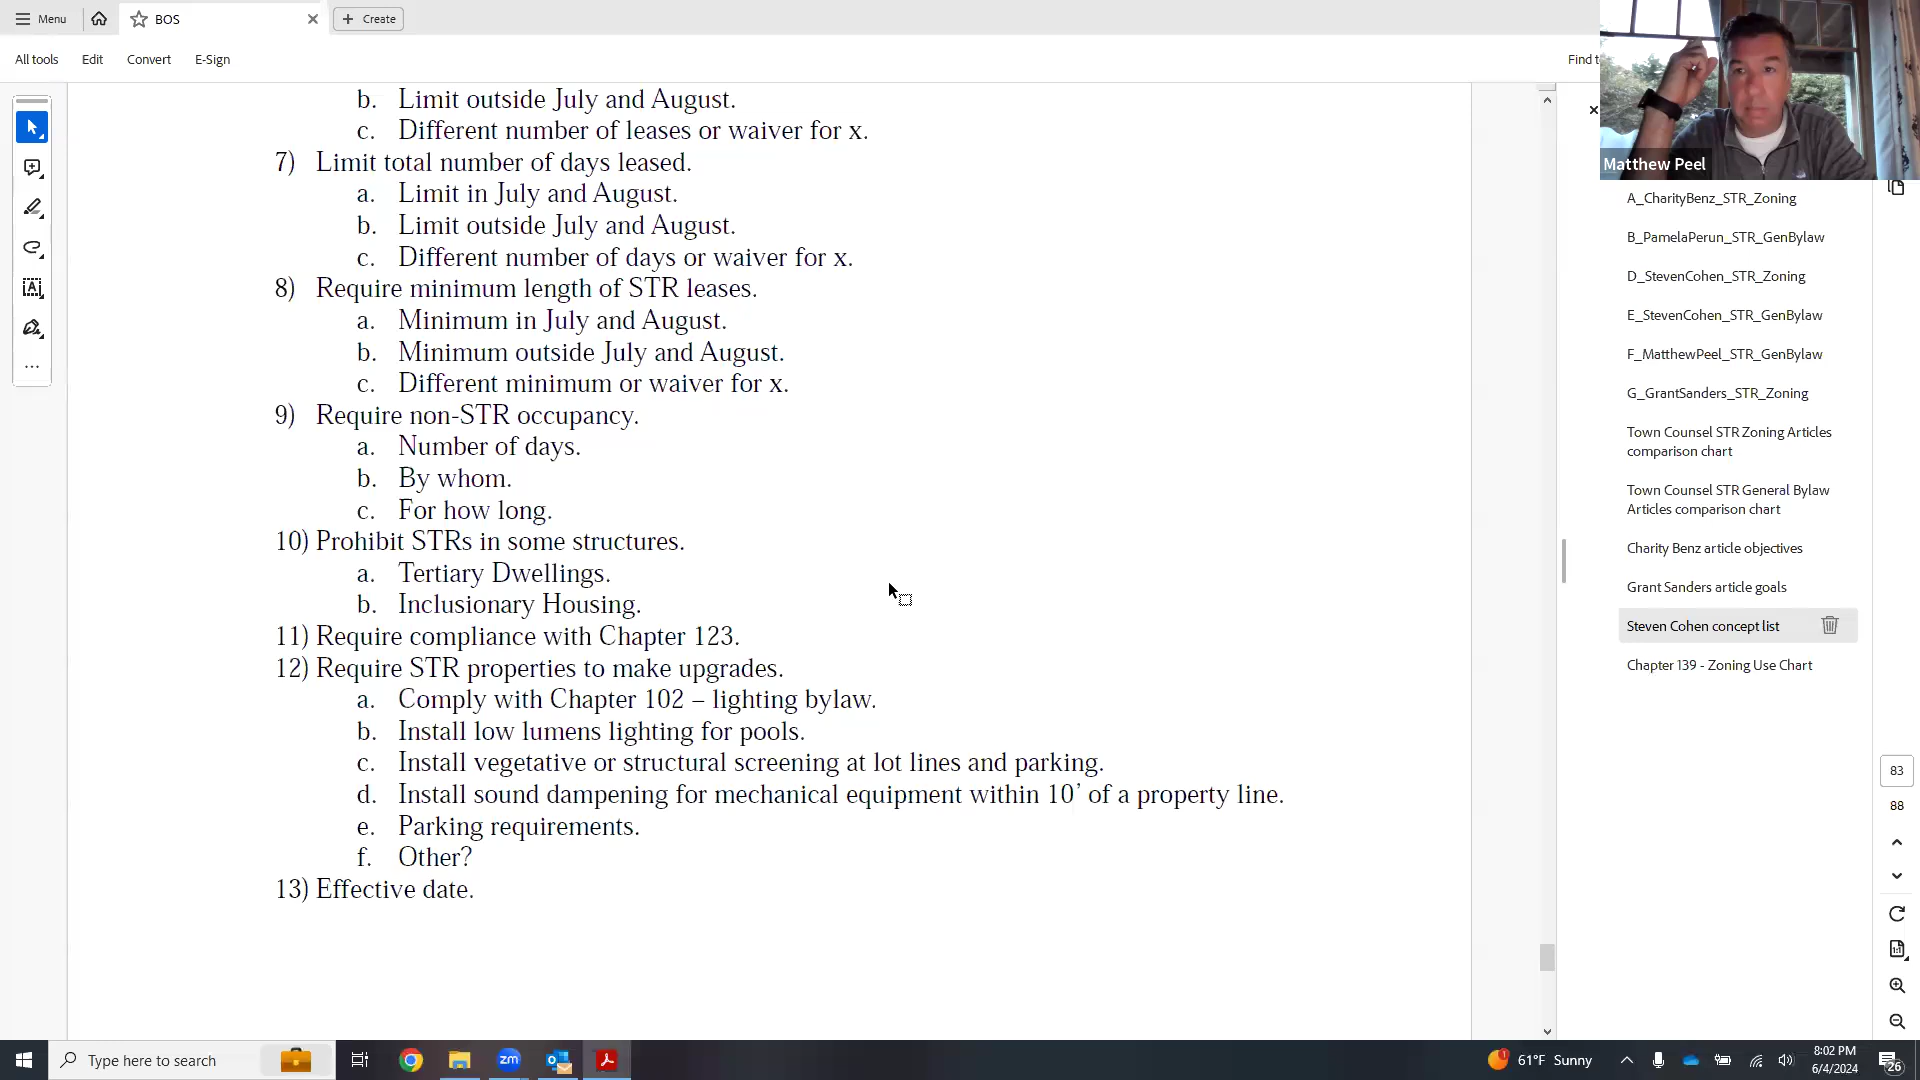 Menu
BOS
Create
All tools
Edit
Convert
E-Sign
Find t
Matthew Peel
b. Limit outside July and August.
c. Different number of leases or waiver for x.
7) Limit total number of days leased.
a. Limit in July and August.
b. Limit outside July and August.
c. Different number of days or waiver for x.
8) Require minimum length of STR leases.
a. Minimum in July and August.
b. Minimum outside July and August.
c. Different minimum or waiver for x.
9) Require non-STR occupancy.
a. Number of days.
b. By whom.
c. For how long.
10) Prohibit STRs in some structures.
a. Tertiary Dwellings.
b. Inclusionary Housing.
11) Require compliance with Chapter 123.
12) Require STR properties to make upgrades.
a. Comply with Chapter 102 – lighting bylaw.
b. Install low lumens lighting for pools.
c. Install vegetative or structural screening at lot lines and parking.
d. Install sound dampening for mechanical equipment within 10’ of a property line.
e. Parking requirements.
f. Other?
13) Effective date.
A_CharityBenz_STR_Zoning
B_PamelaPerun_STR_GenBylaw
D_StevenCohen_STR_Zoning
E_StevenCohen_STR_GenBylaw
F_MatthewPeel_STR_GenBylaw
G_GrantSanders_STR_Zoning
Town Counsel STR Zoning Articles
comparison chart
Town Counsel STR General Bylaw
Articles comparison chart
Charity Benz article objectives
Grant Sanders article goals
Steven Cohen concept list
Chapter 139 - Zoning Use Chart
83
88
1:1
Type here to search
zm
1
61°F Sunny
8:02 PM
6/4/2024
26